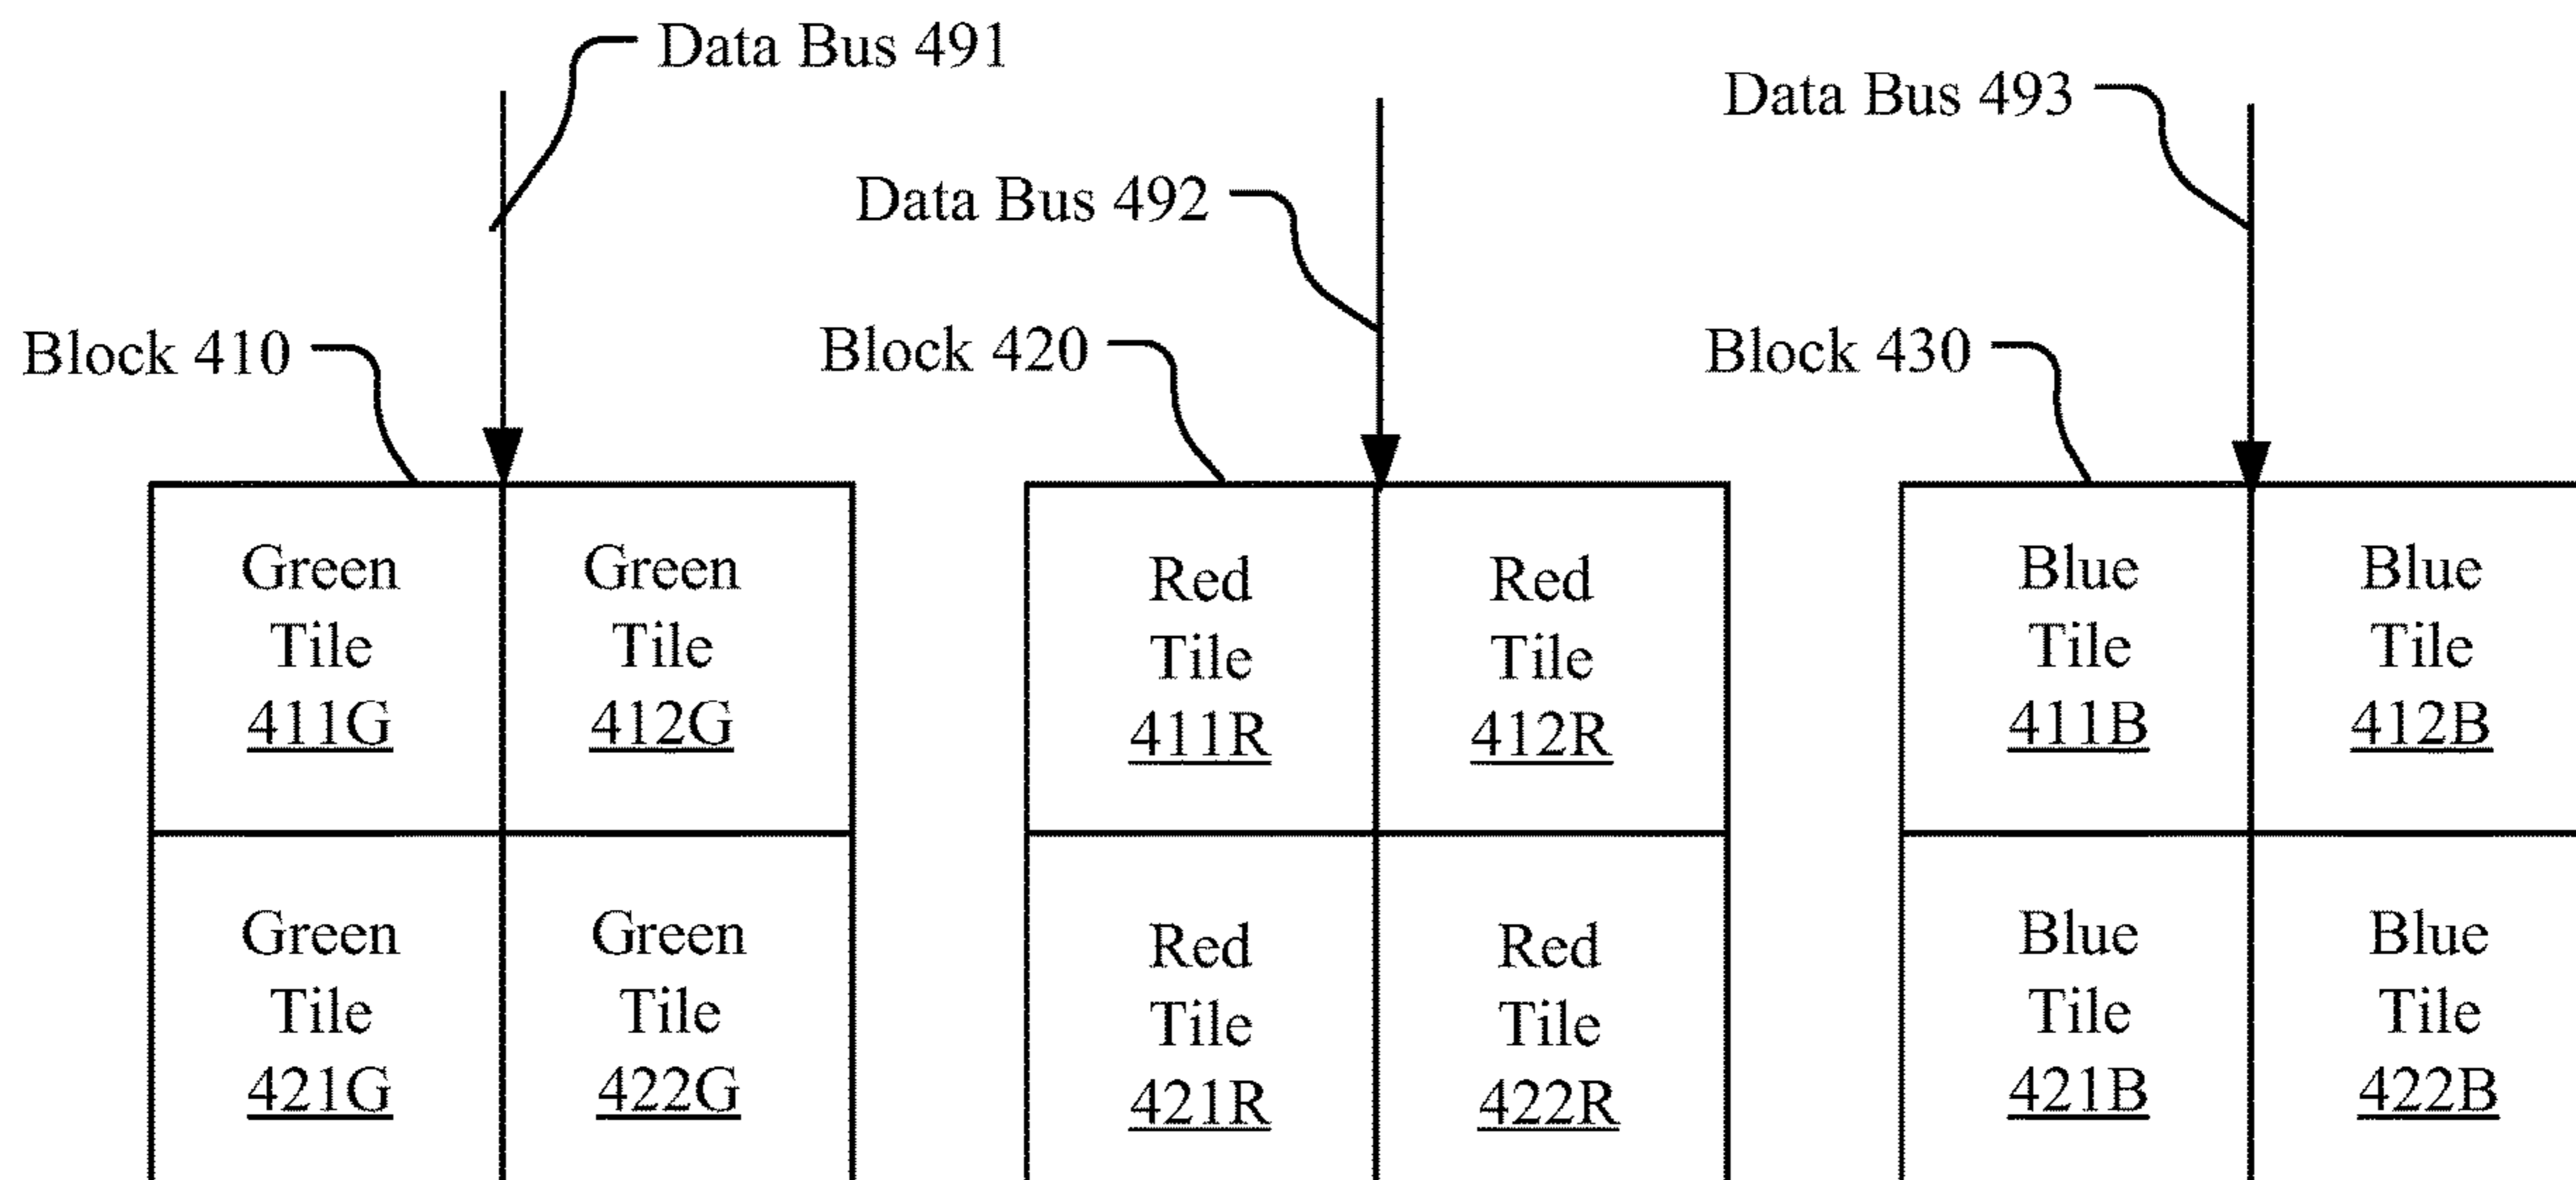 Data Bus 491
Data Bus 493
Data Bus 492
Block 410
Block 420
Block 430
Green
Tile
411G
Green
Tile
412G
Red
Tile
411R
Red
Tile
412R
Blue
Tile
411B
Blue
Tile
412B
Green
Tile
421G
Green
Tile
422G
Red
Tile
421R
Red
Tile
422R
Blue
Tile
421B
Blue
Tile
422B